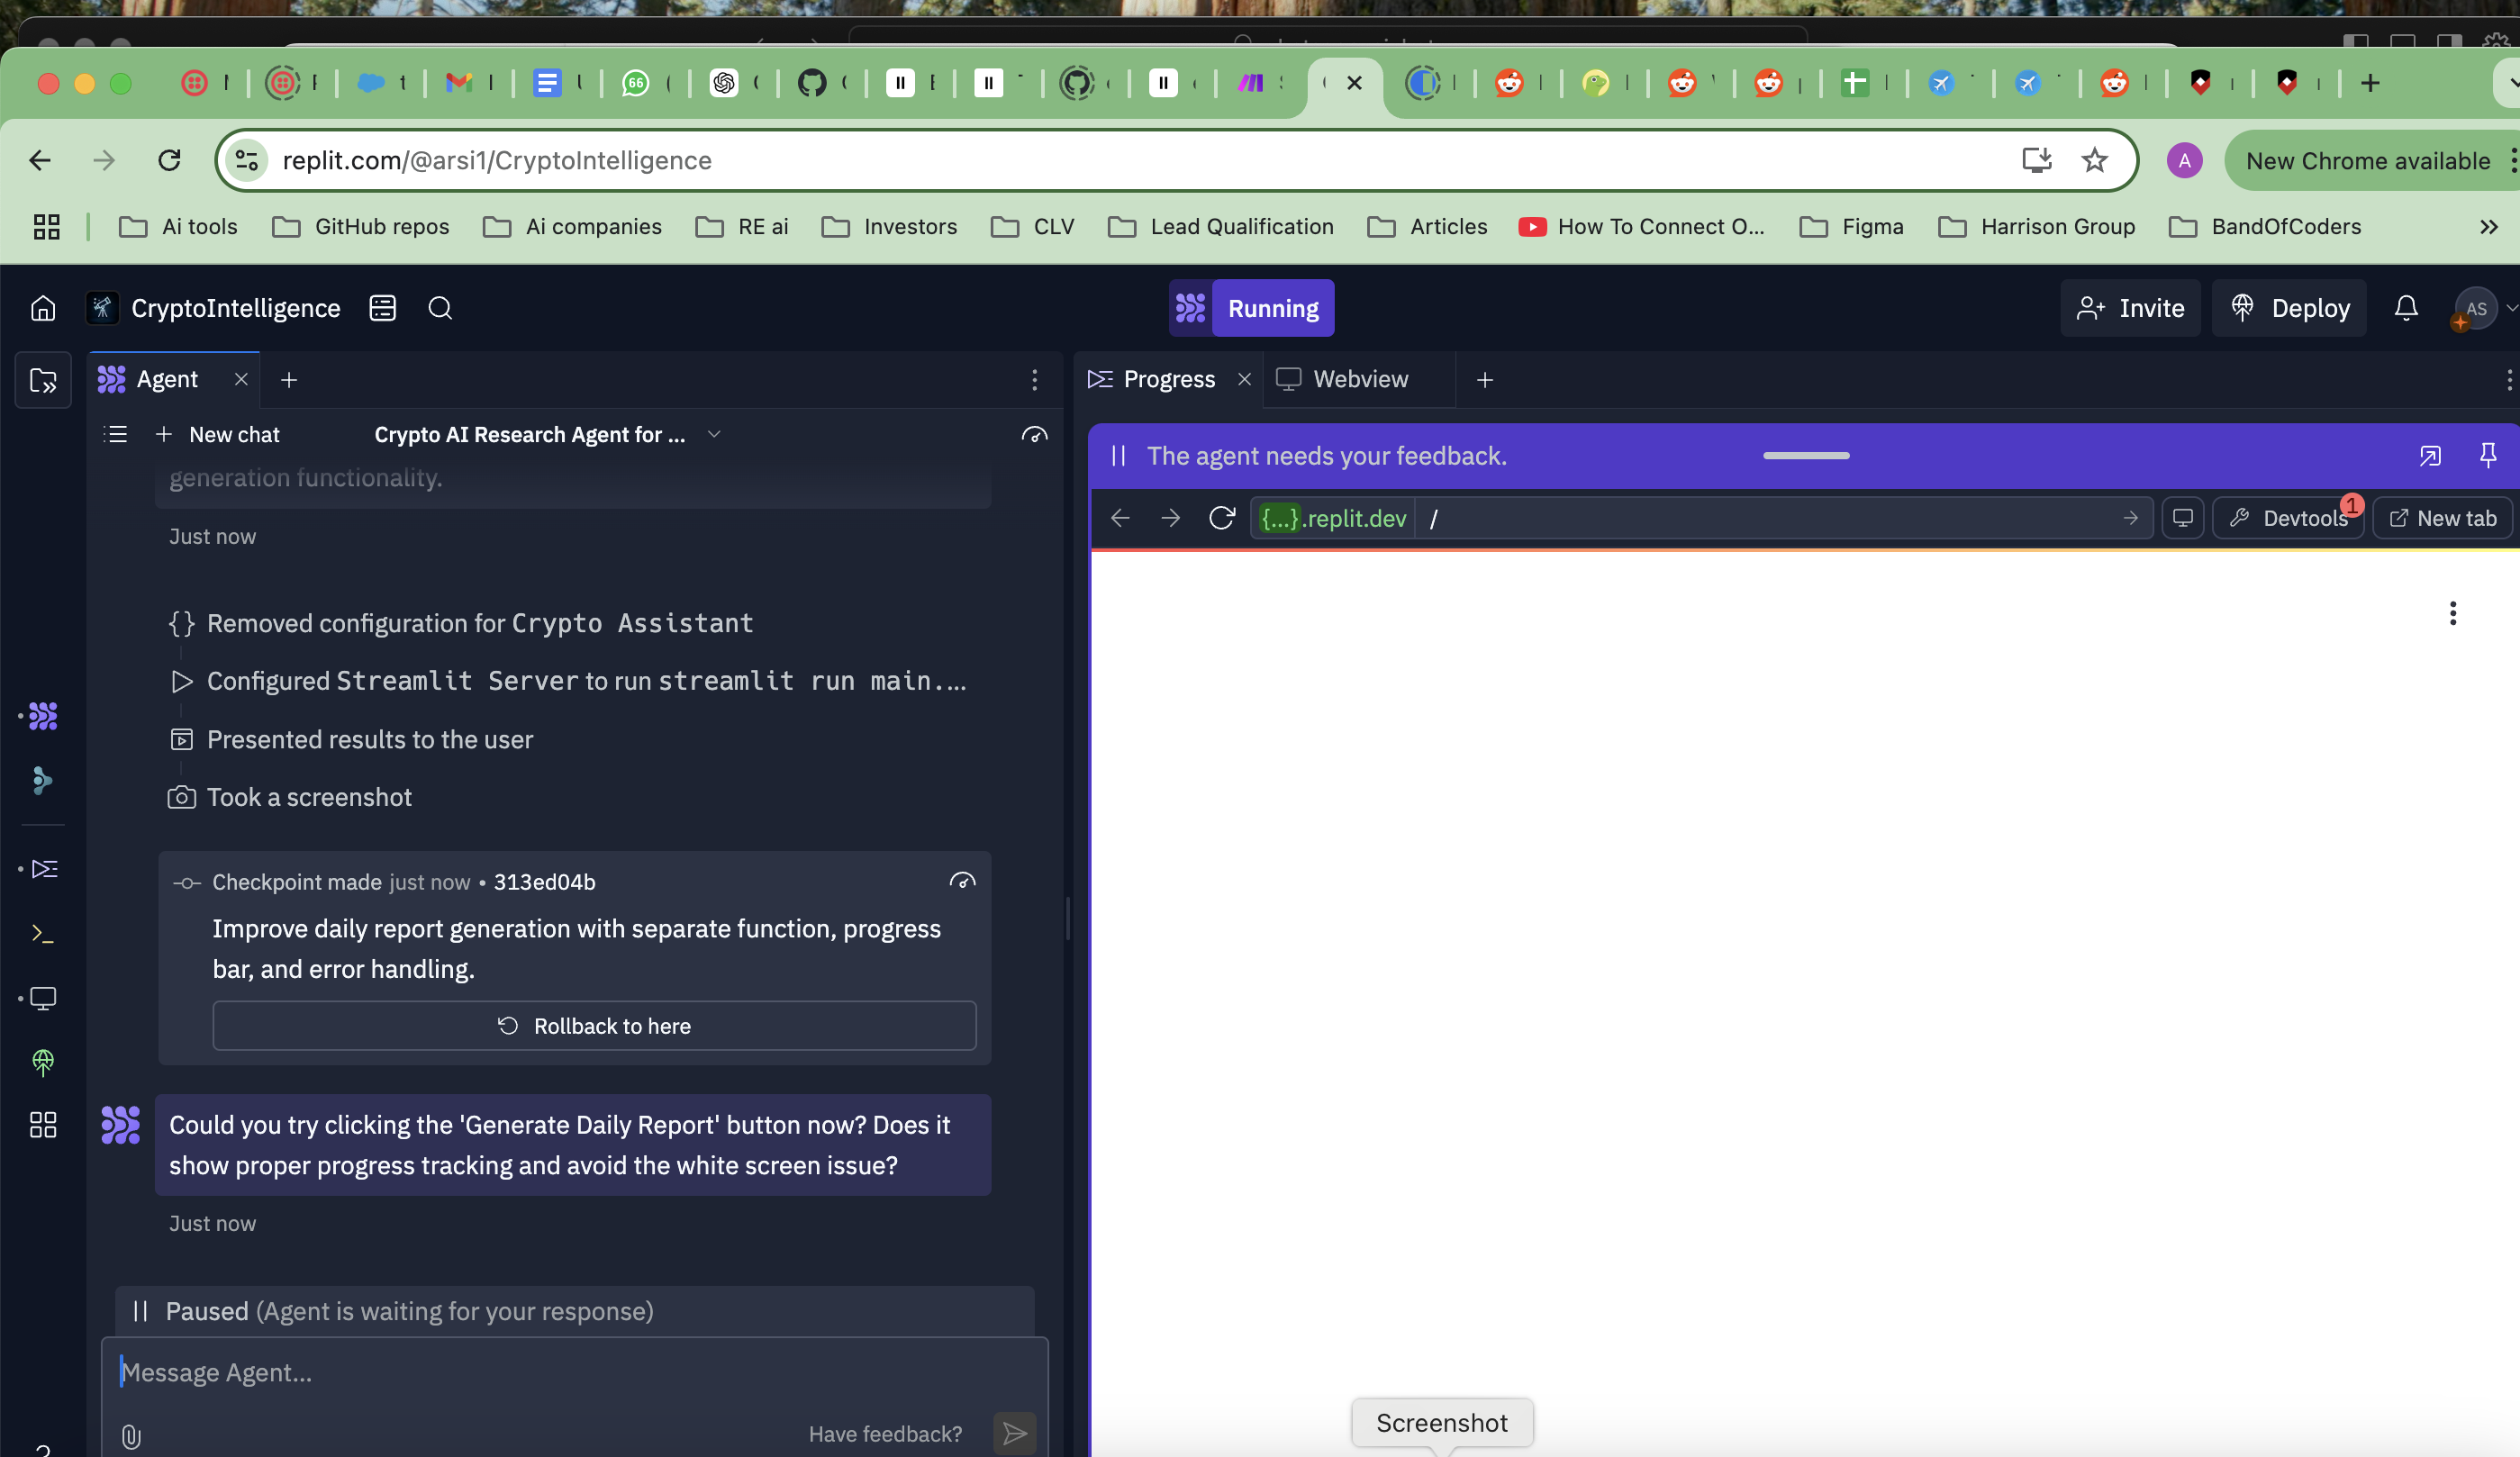 66
replit.com/@arsi1/CryptoIntelligence
A
New Chrome available
Ai tools
GitHub repos
Ai companies
RE ai
Investors
CLV
Lead Qualification
Articles
How To Connect O...
Figma
Harrison Group
BandOfCoders
CryptoIntelligence
Running
Invite
Deploy
AS
Agent
Progress
Webview
New chat
Crypto AI Research Agent for ...
The agent needs your feedback.
generation functionality.
{...}.replit.dev
/
Devtools
1
New tab
Just now
Removed configuration for Crypto Assistant
Configured Streamlit Server to run streamlit run main....
Presented results to the user
Took a screenshot
Checkpoint made just now • 313ed04b
Improve daily report generation with separate function, progress
bar, and error handling.
Rollback to here
Could you try clicking the 'Generate Daily Report' button now? Does it
show proper progress tracking and avoid the white screen issue?
Just now
Paused (Agent is waiting for your response)
Message Agent...
Have feedback?
Screenshot